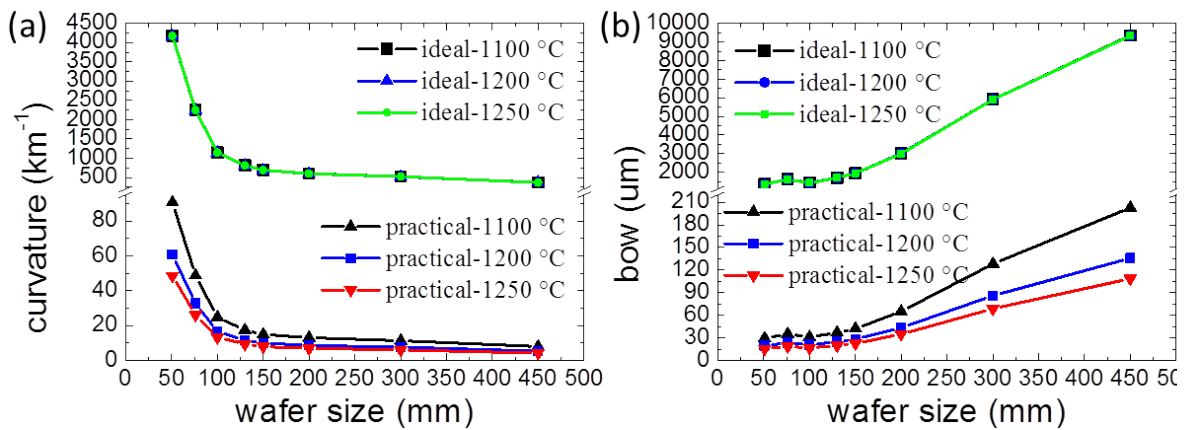 (a)
4500
4000
3500
3000
2500
2000
1500
1000
500
80
60
40
20
0
curvature (km-1)
ideal-1100 °C
ideal-1200 °C
ideal-1250 °C
practical-1100 °C
practical-1200 °C
practical-1250 °C
0 50 100 150 200 250 300 350 400 450 500
wafer size (mm)
(b)
10000
9000
8000
7000
6000
5000
4000
3000
2000
1000
210
180
150
120
90
60
30
0
bow (um)
ideal-1100 °C
ideal-1200 °C
ideal-1250 °C
practical-1100 °C
practical-1200 °C
practical-1250 °C
0 50 100 150 200 250 300 350 400 450 500
wafer size (mm)